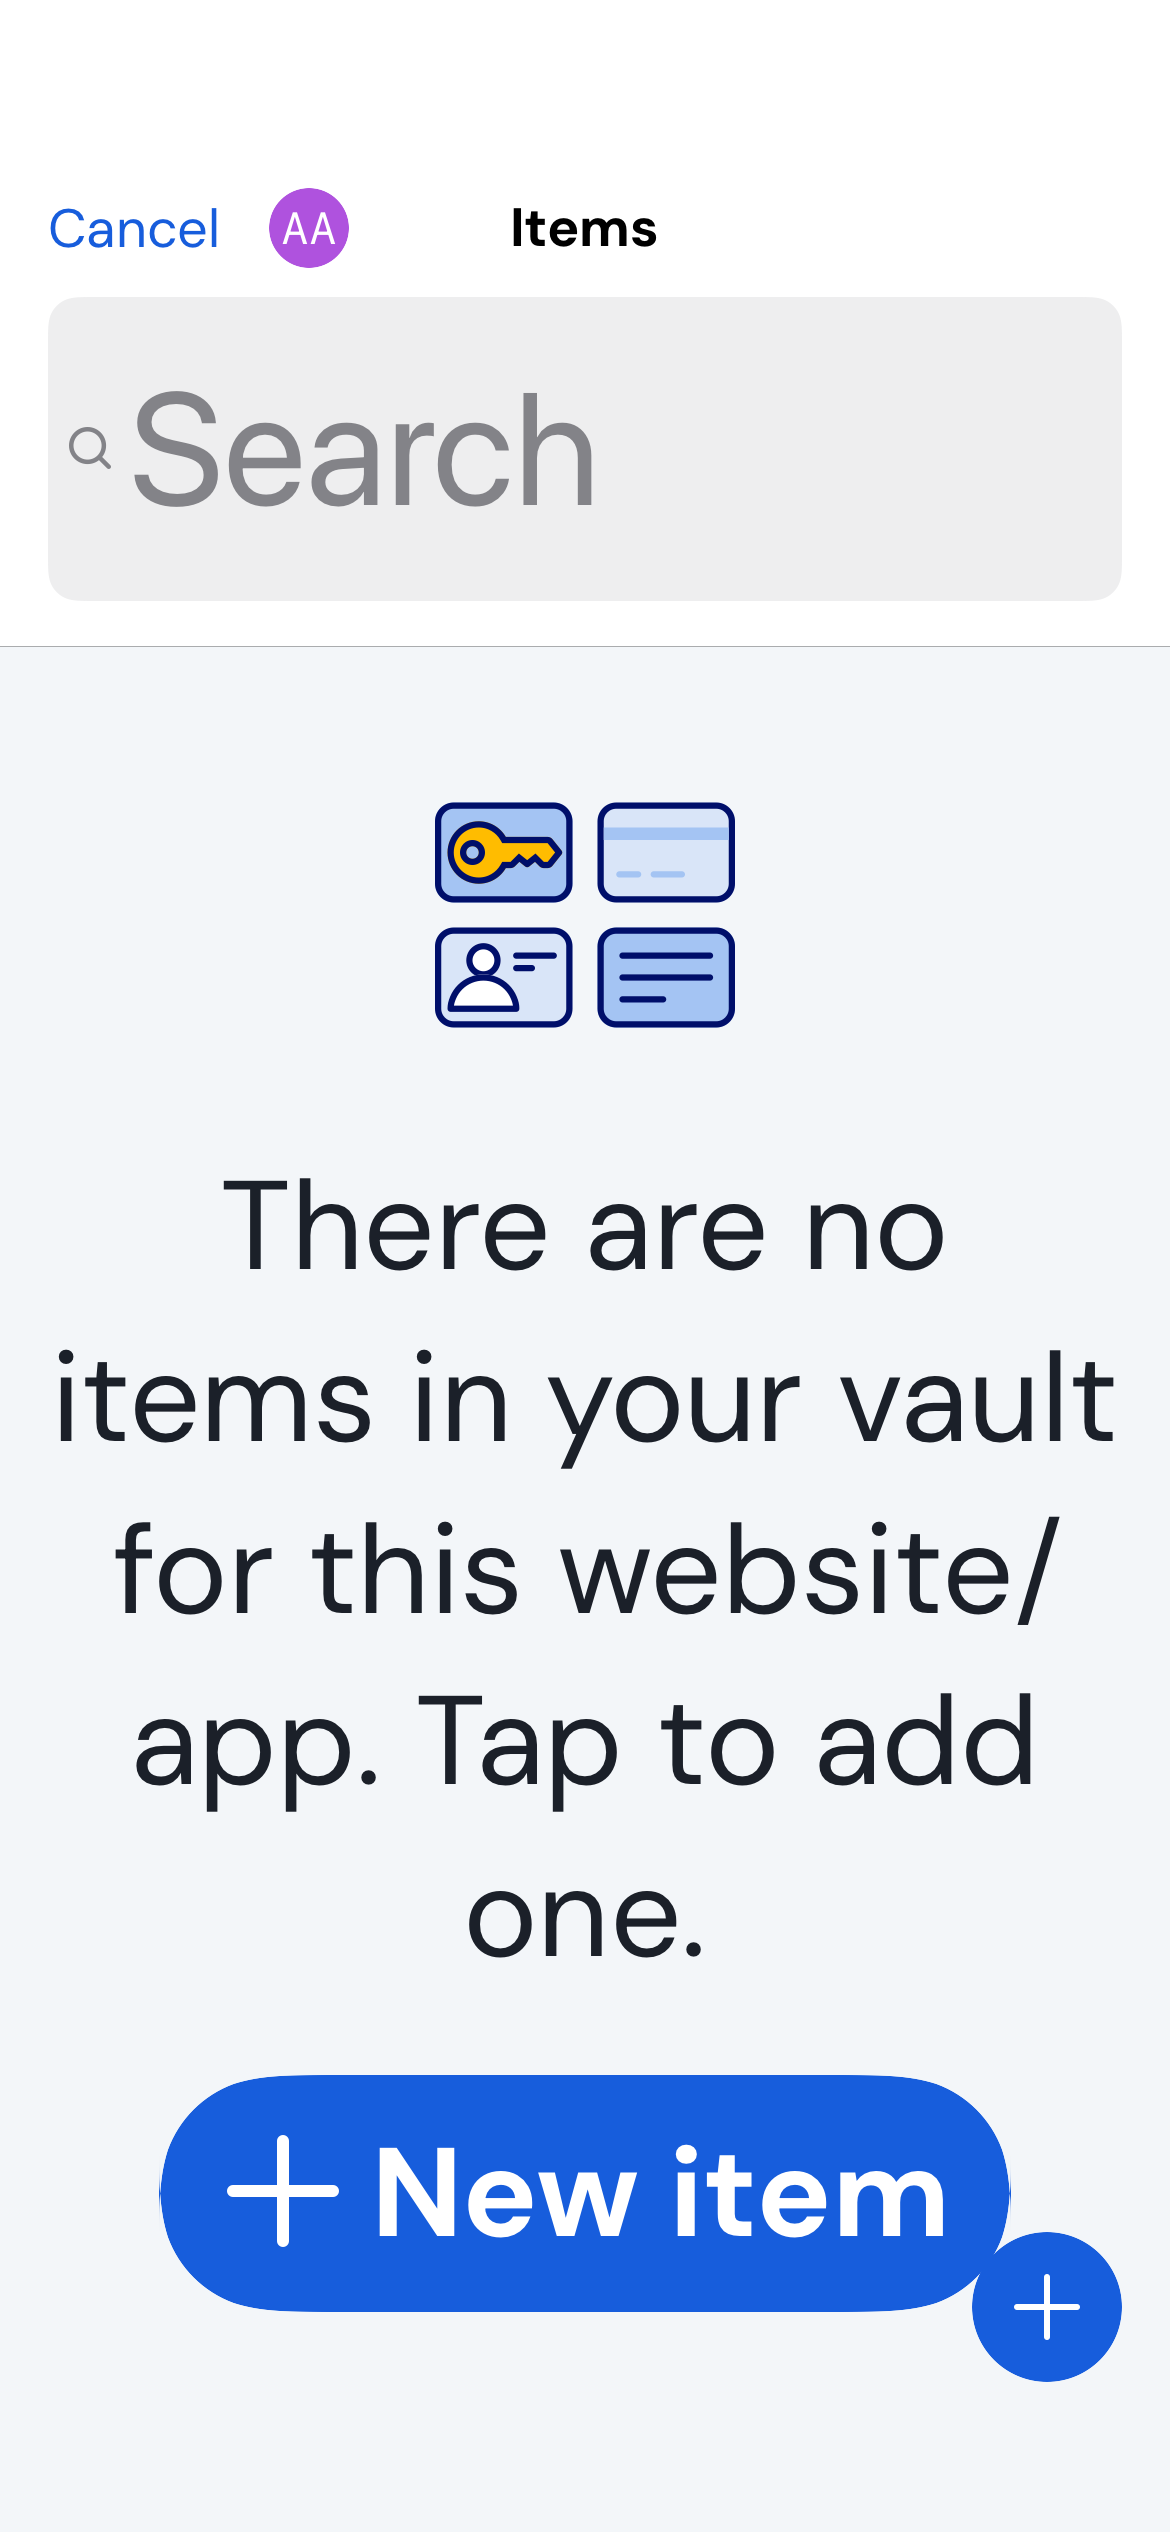 Cancel AA Items
Search
There are no
items in your vault
for this website/
app. Tap to add
one.
New item